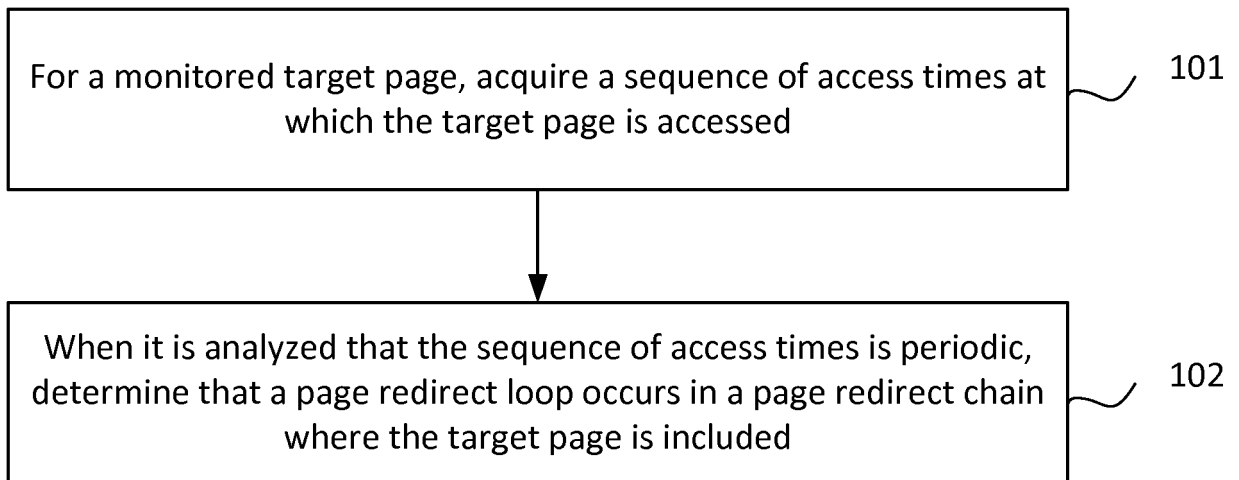 For a monitored target page, acquire a sequence of access times at
which the target page is accessed
101
When it is analyzed that the sequence of access times is periodic,
determine that a page redirect loop occurs in a page redirect chain
where the target page is included
102